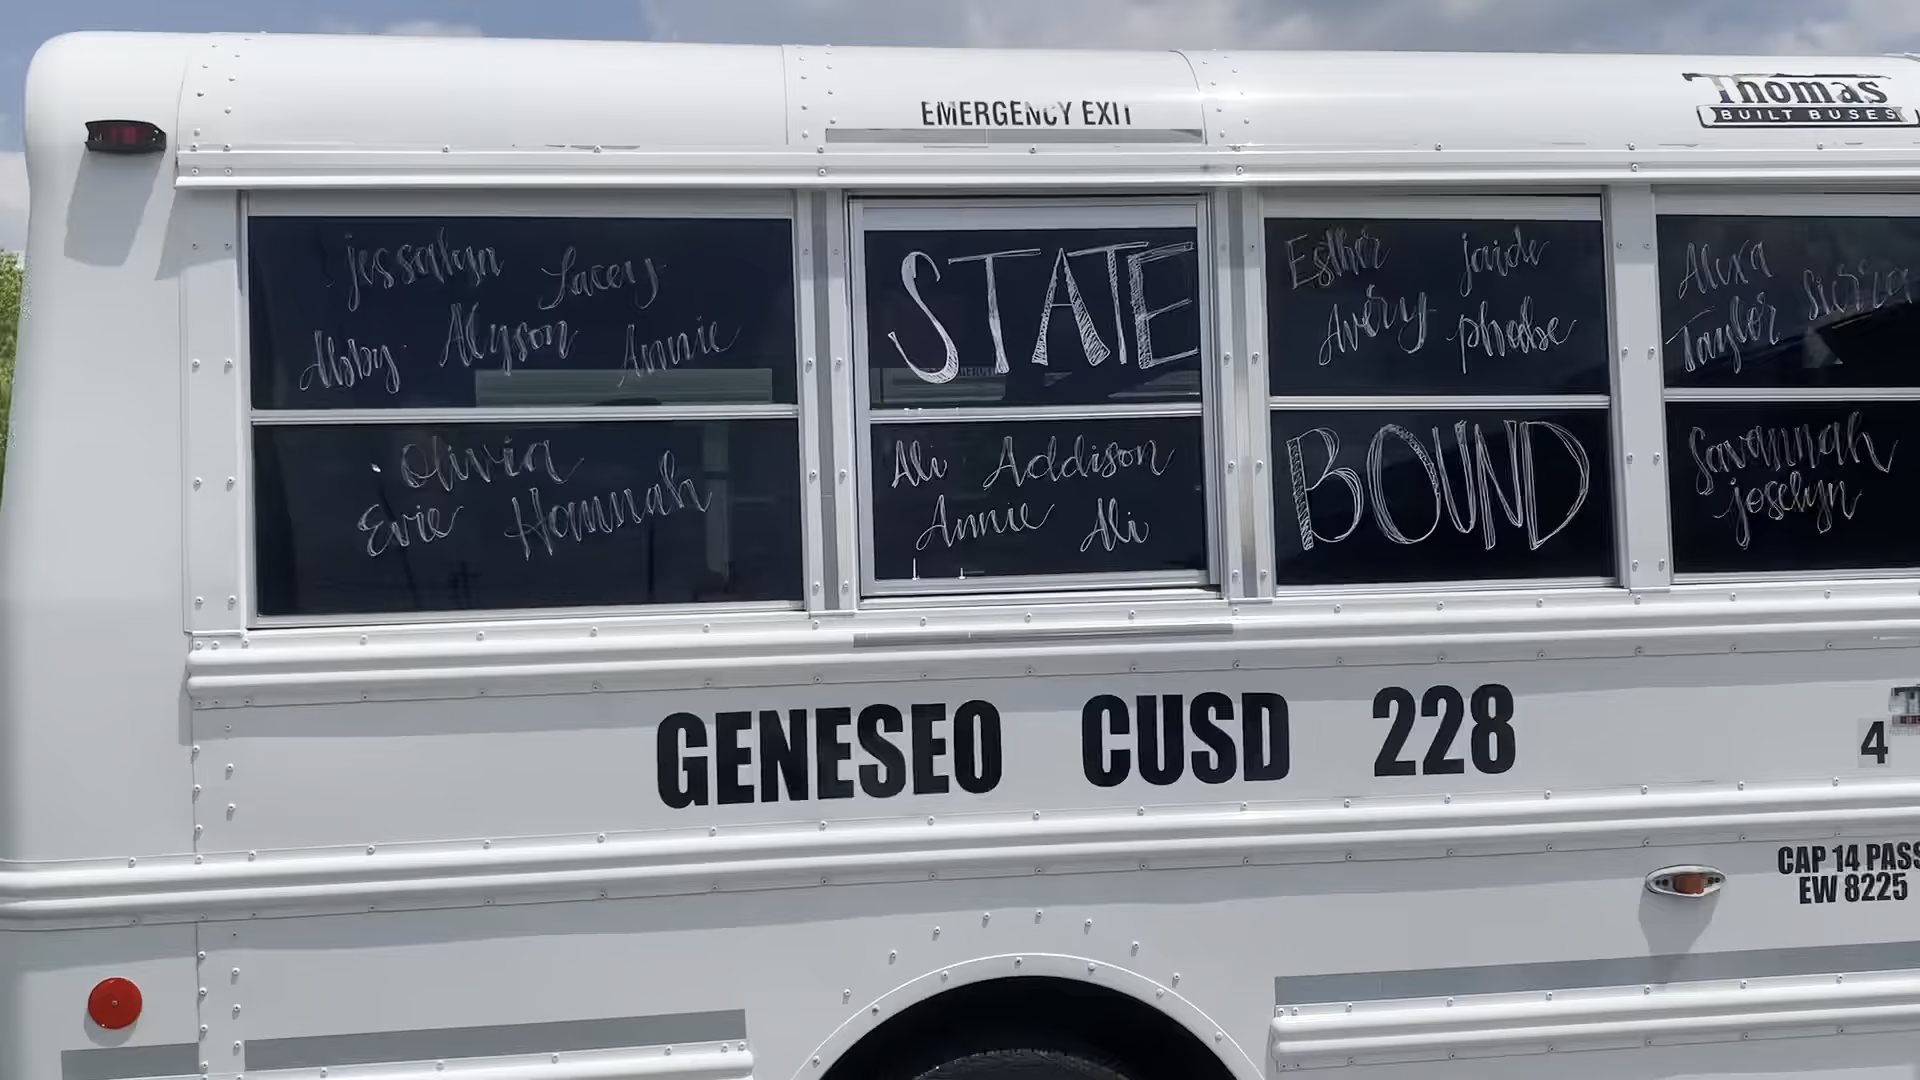 EMERGENCY EXIT
Thomas
BUILT BUSES
jessalyn Lacey
Abby Alyson Annie
Olivia
Evie Hannah
STATE
Ali Addison
Annie Ali
Esther jaide
Avery phoebe
BOUND
Alexa Sierra
Taylor
Savannah
joselyn
GENESEO CUSD 228
4
CAP 14 PASS
EW 8225